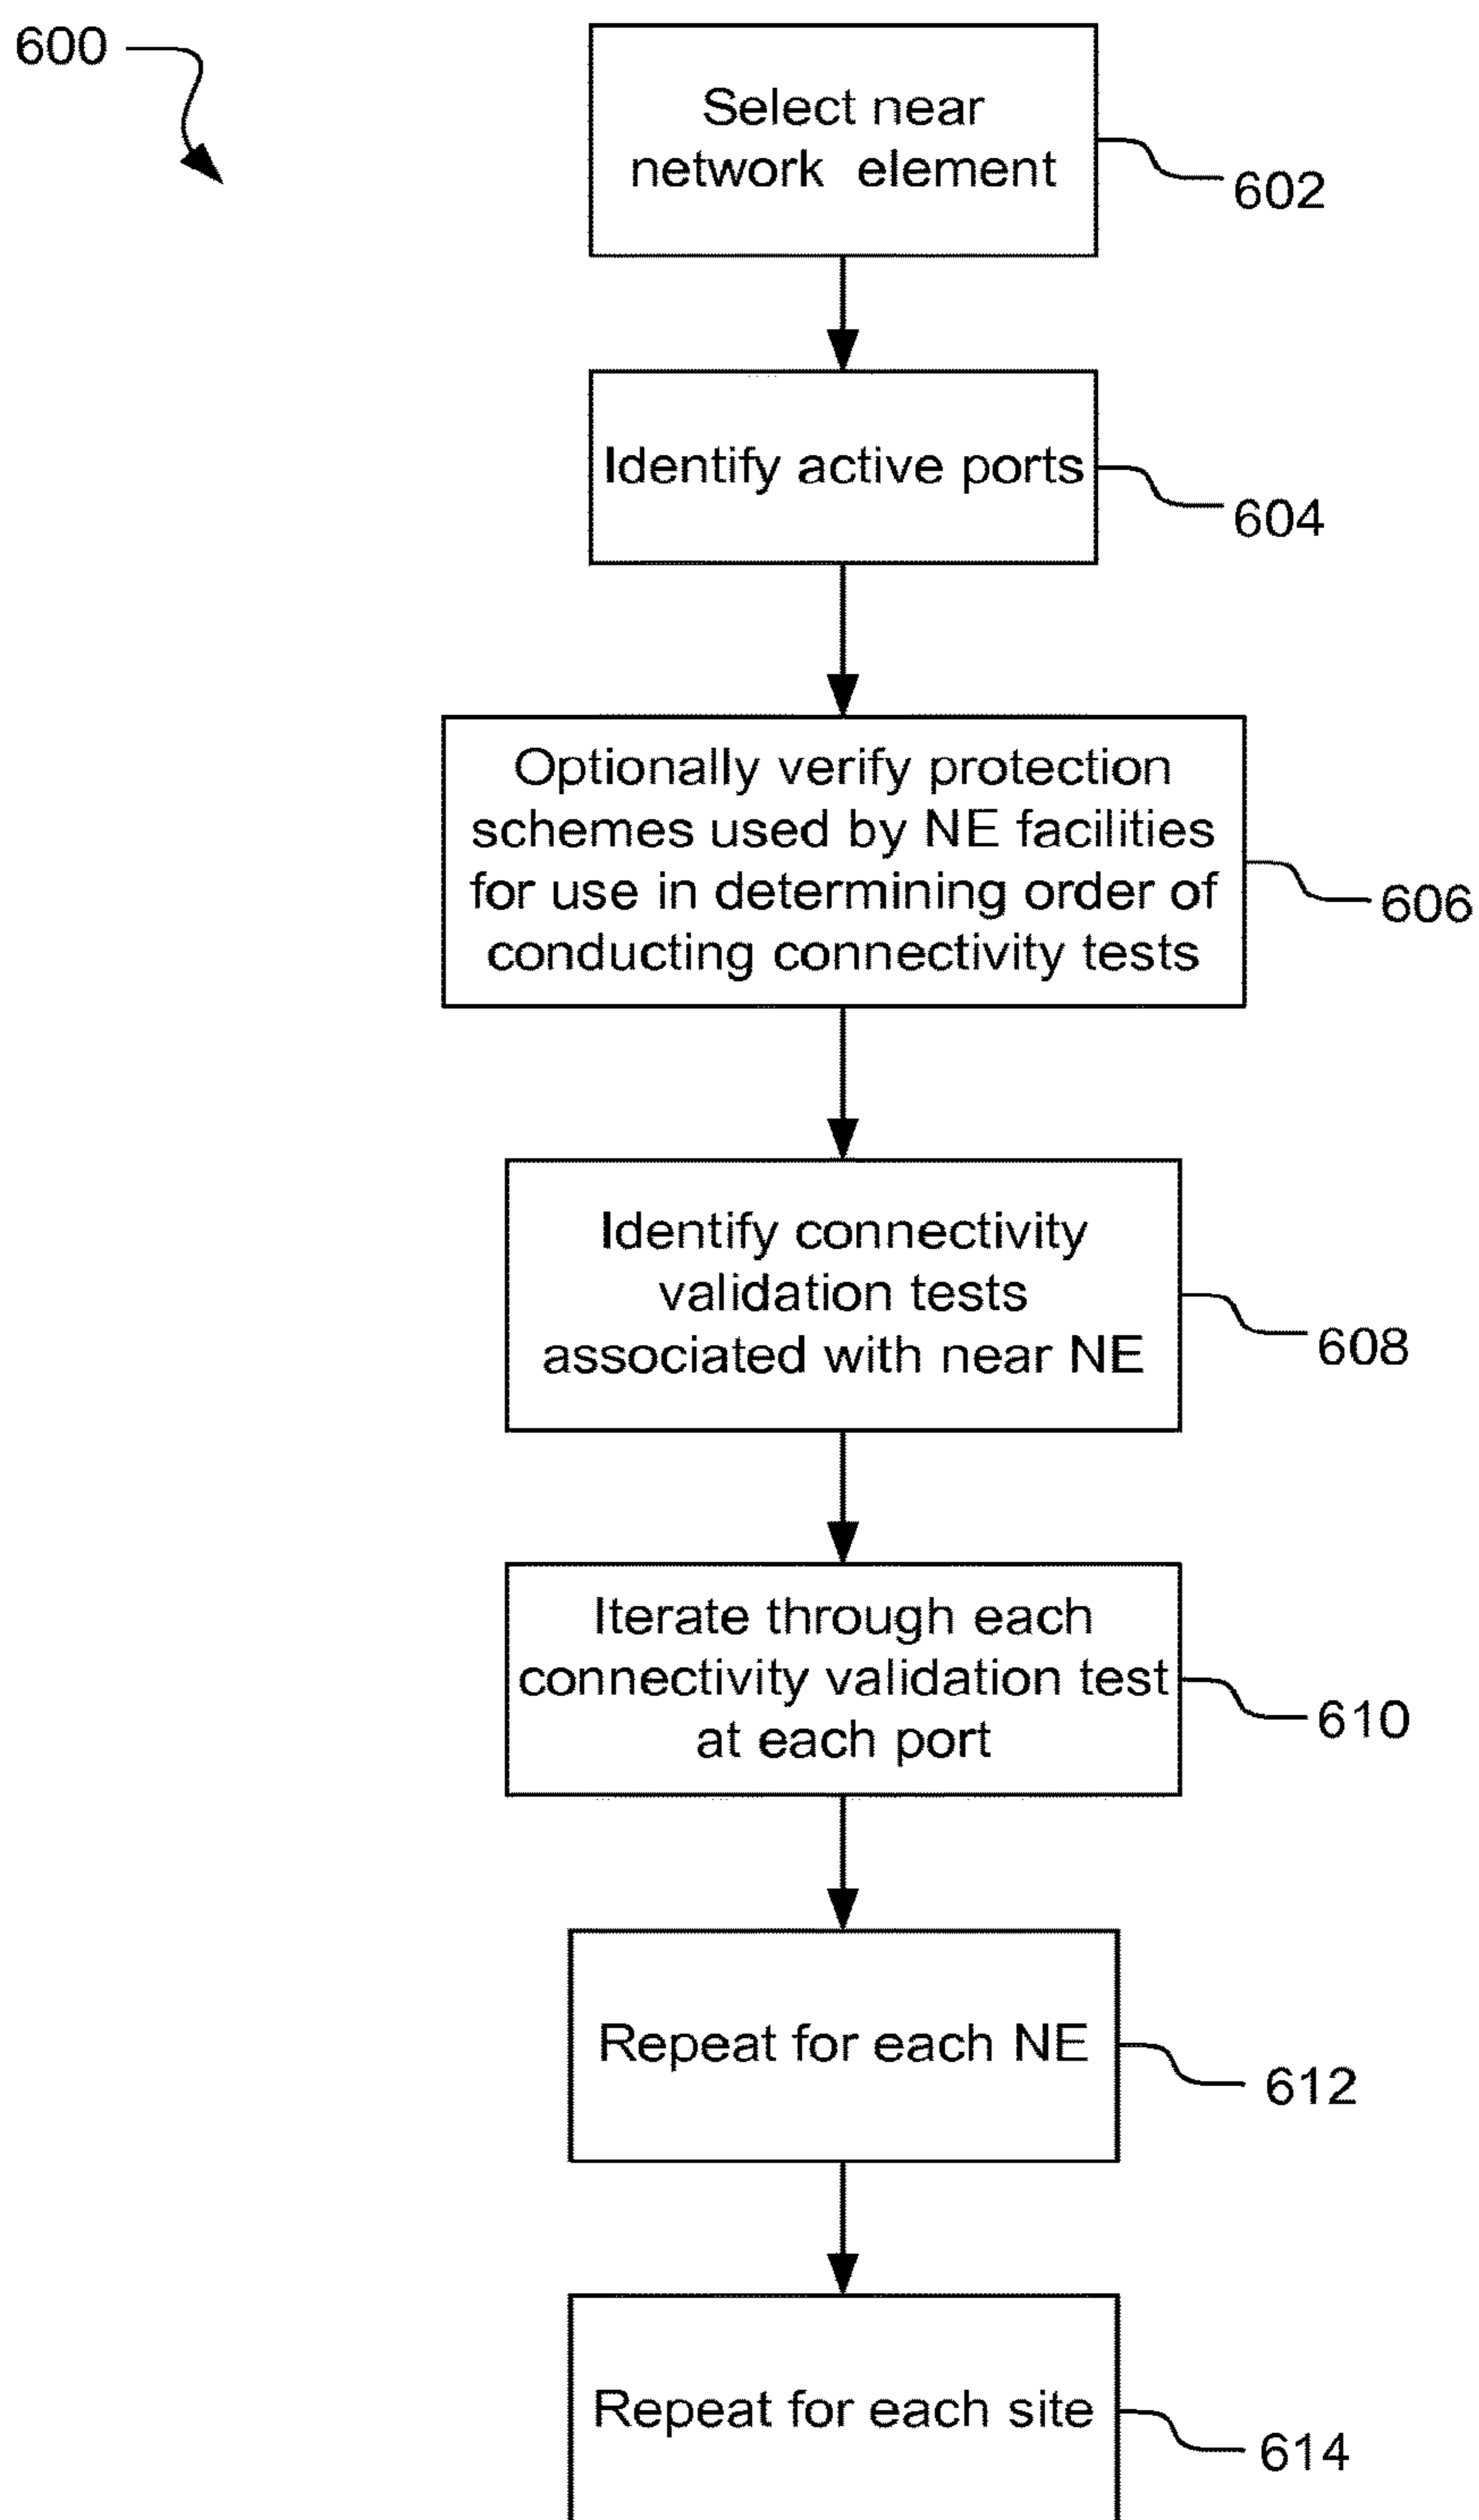 600
Select near
network element
602
Identify active ports
604
Optionally verify protection
schemes used by NE facilities
for use in determining order of
conducting connectivity tests
606
Identify connectivity
validation tests
associated with near NE
608
Iterate through each
connectivity validation test
at each port
610
Repeat for each NE
612
Repeat for each site
614